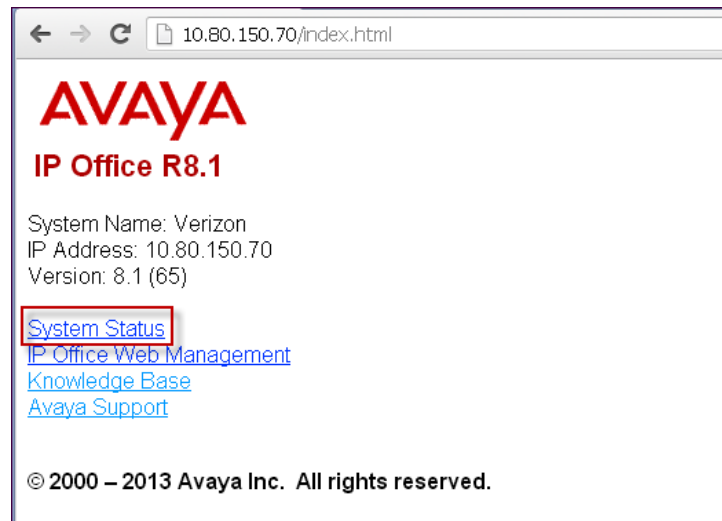 10.80.150.70/index.html
AVAYA
IP Office R8.1
System Name: Verizon
IP Address: 10.80.150.70
Version: 8.1 (65)
System Status
IP Office Web Management
Knowledge Base
Avaya Support
© 2000 – 2013 Avaya Inc.  All rights reserved.